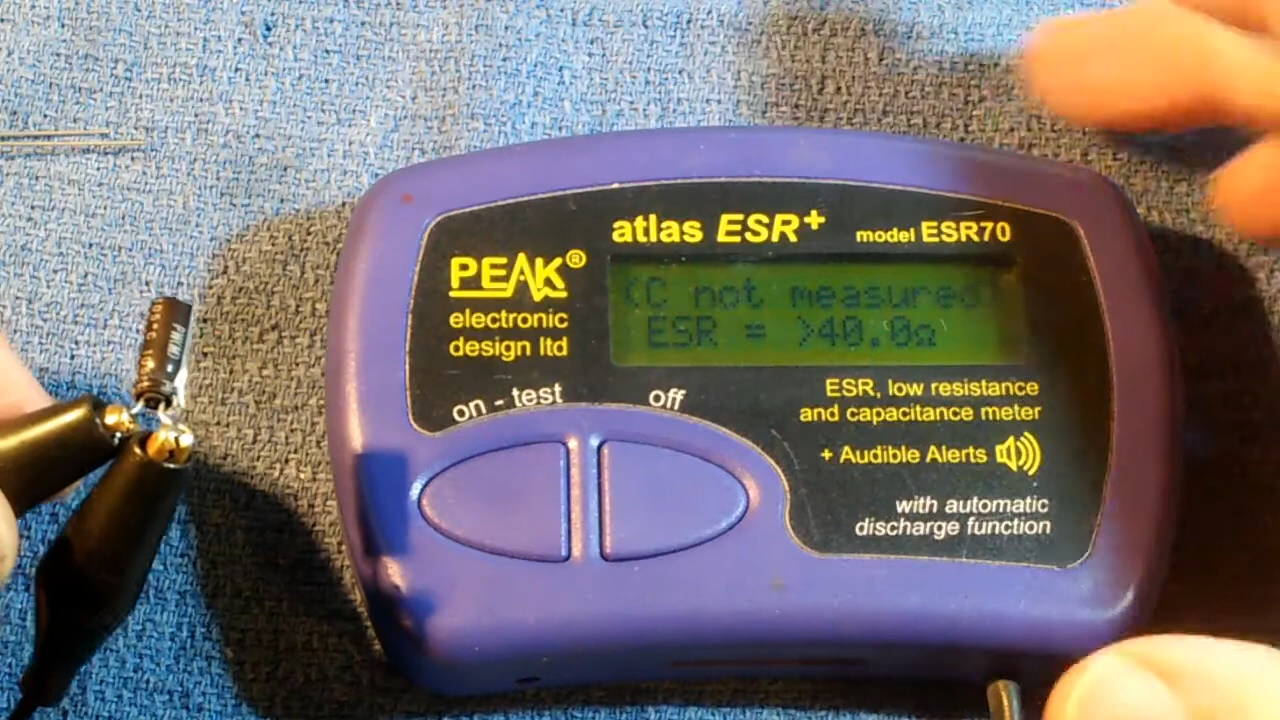 atlas ESR+ model ESR70
PEAK®
electronic
design ltd
(C not measured)
ESR = >40.0Ω
on - test off
ESR, low resistance
and capacitance meter
+ Audible Alerts
with automatic
discharge function